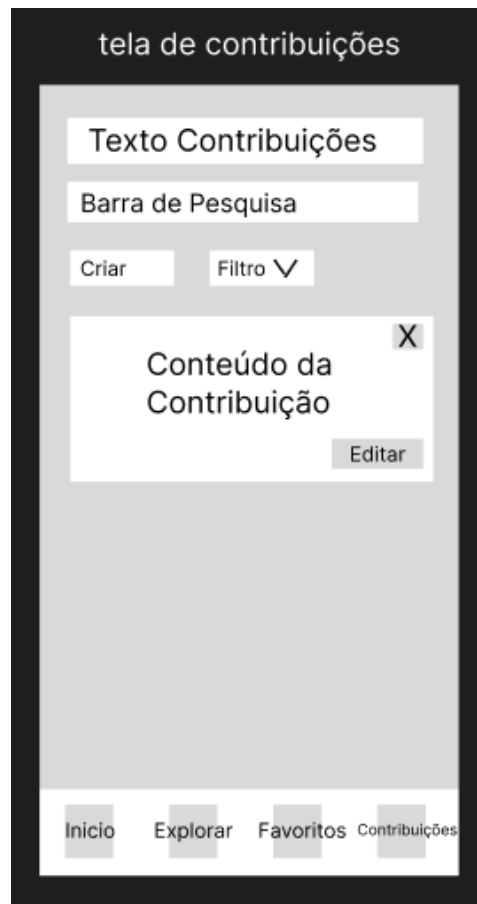 tela de contribuições
Texto Contribuições
Barra de Pesquisa
Criar
Filtro
X
Conteúdo da
Contribuição
Editar
Inicio
Explorar
Favoritos
Contribuições